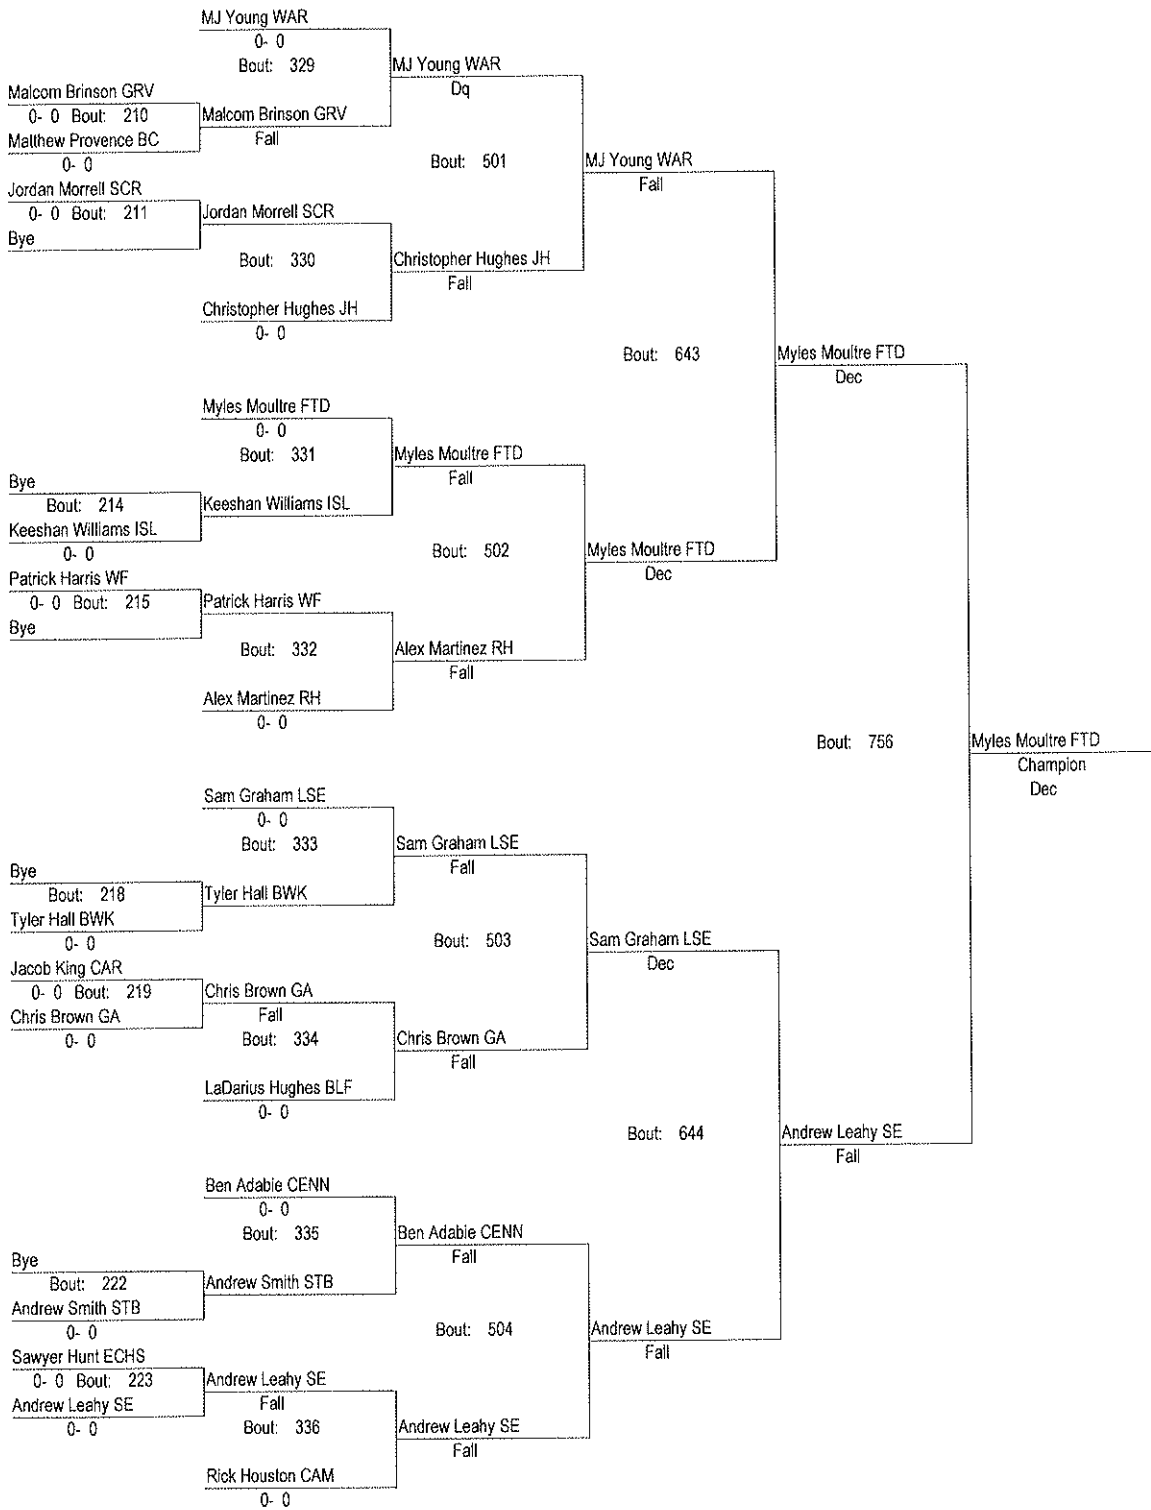 MJ Young WAR
0- 0
Bout: 329
MJ Young WAR
Dq
Malcom Brinson GRV
0- 0 Bout: 210
Malcom Brinson GRV
Fall
Matthew Provence BC
0- 0
Bout: 501
MJ Young WAR
Fall
Jordan Morrell SCR
0- 0 Bout: 211
Jordan Morrell SCR
Bye
Bout: 330
Christopher Hughes JH
Fall
Christopher Hughes JH
0- 0
Bout: 643
Myles Moultre FTD
Dec
Myles Moultre FTD
0- 0
Bout: 331
Myles Moultre FTD
Fall
Bye
Bout: 214
Keeshan Williams ISL
Keeshan Williams ISL
0- 0
Bout: 502
Myles Moultre FTD
Dec
Patrick Harris WF
0- 0 Bout: 215
Patrick Harris WF
Bye
Bout: 332
Alex Martinez RH
Fall
Alex Martinez RH
0- 0
Bout: 756
Myles Moultre FTD
Champion
Dec
Sam Graham LSE
0- 0
Bout: 333
Sam Graham LSE
Fall
Bye
Bout: 218
Tyler Hall BWK
Tyler Hall BWK
0- 0
Bout: 503
Sam Graham LSE
Dec
Jacob King CAR
0- 0 Bout: 219
Chris Brown GA
Fall
Chris Brown GA
0- 0
Bout: 334
Chris Brown GA
Fall
LaDarius Hughes BLF
0- 0
Bout: 644
Andrew Leahy SE
Fall
Ben Adabie CENN
0- 0
Bout: 335
Ben Adabie CENN
Fall
Bye
Bout: 222
Andrew Smith STB
Andrew Smith STB
0- 0
Bout: 504
Andrew Leahy SE
Fall
Sawyer Hunt ECHS
0- 0 Bout: 223
Andrew Leahy SE
Fall
Andrew Leahy SE
0- 0
Bout: 336
Andrew Leahy SE
Fall
Rick Houston CAM
0- 0